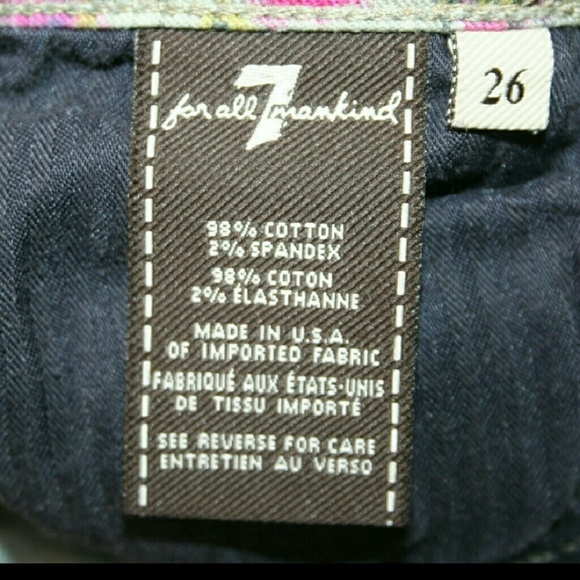 7
for all mankind
26
98% COTTON
2% SPANDEX
98% COTON
2% ÉLASTHANNE
MADE IN U.S.A.
OF IMPORTED FABRIC
FABRIQUÉ AUX ÉTATS-UNIS
DE TISSU IMPORTÉ
SEE REVERSE FOR CARE
ENTRETIEN AU VERSO